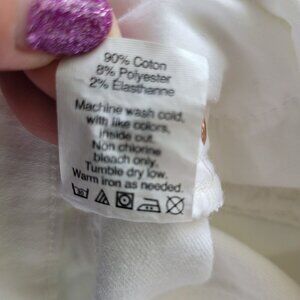 90% Coton
8% Polyester
2% Élasthanne
Machine wash cold,
with like colors,
inside out.
Non chlorine
bleach only.
Tumble dry low.
Warm iron as needed.